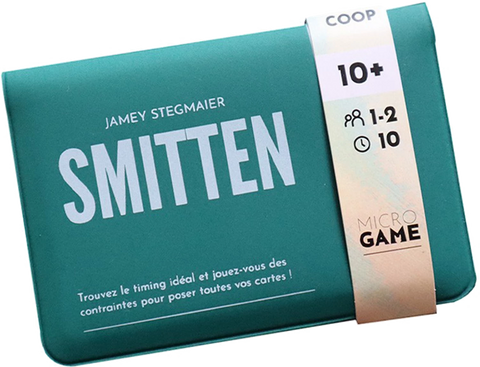 JAMEY STEGMAIER
SMITTEN
Trouvez le timing idéal et jouez-vous des
contraintes pour poser toutes vos cartes !
COOP
10+
1-2
10
MICRO
GAME